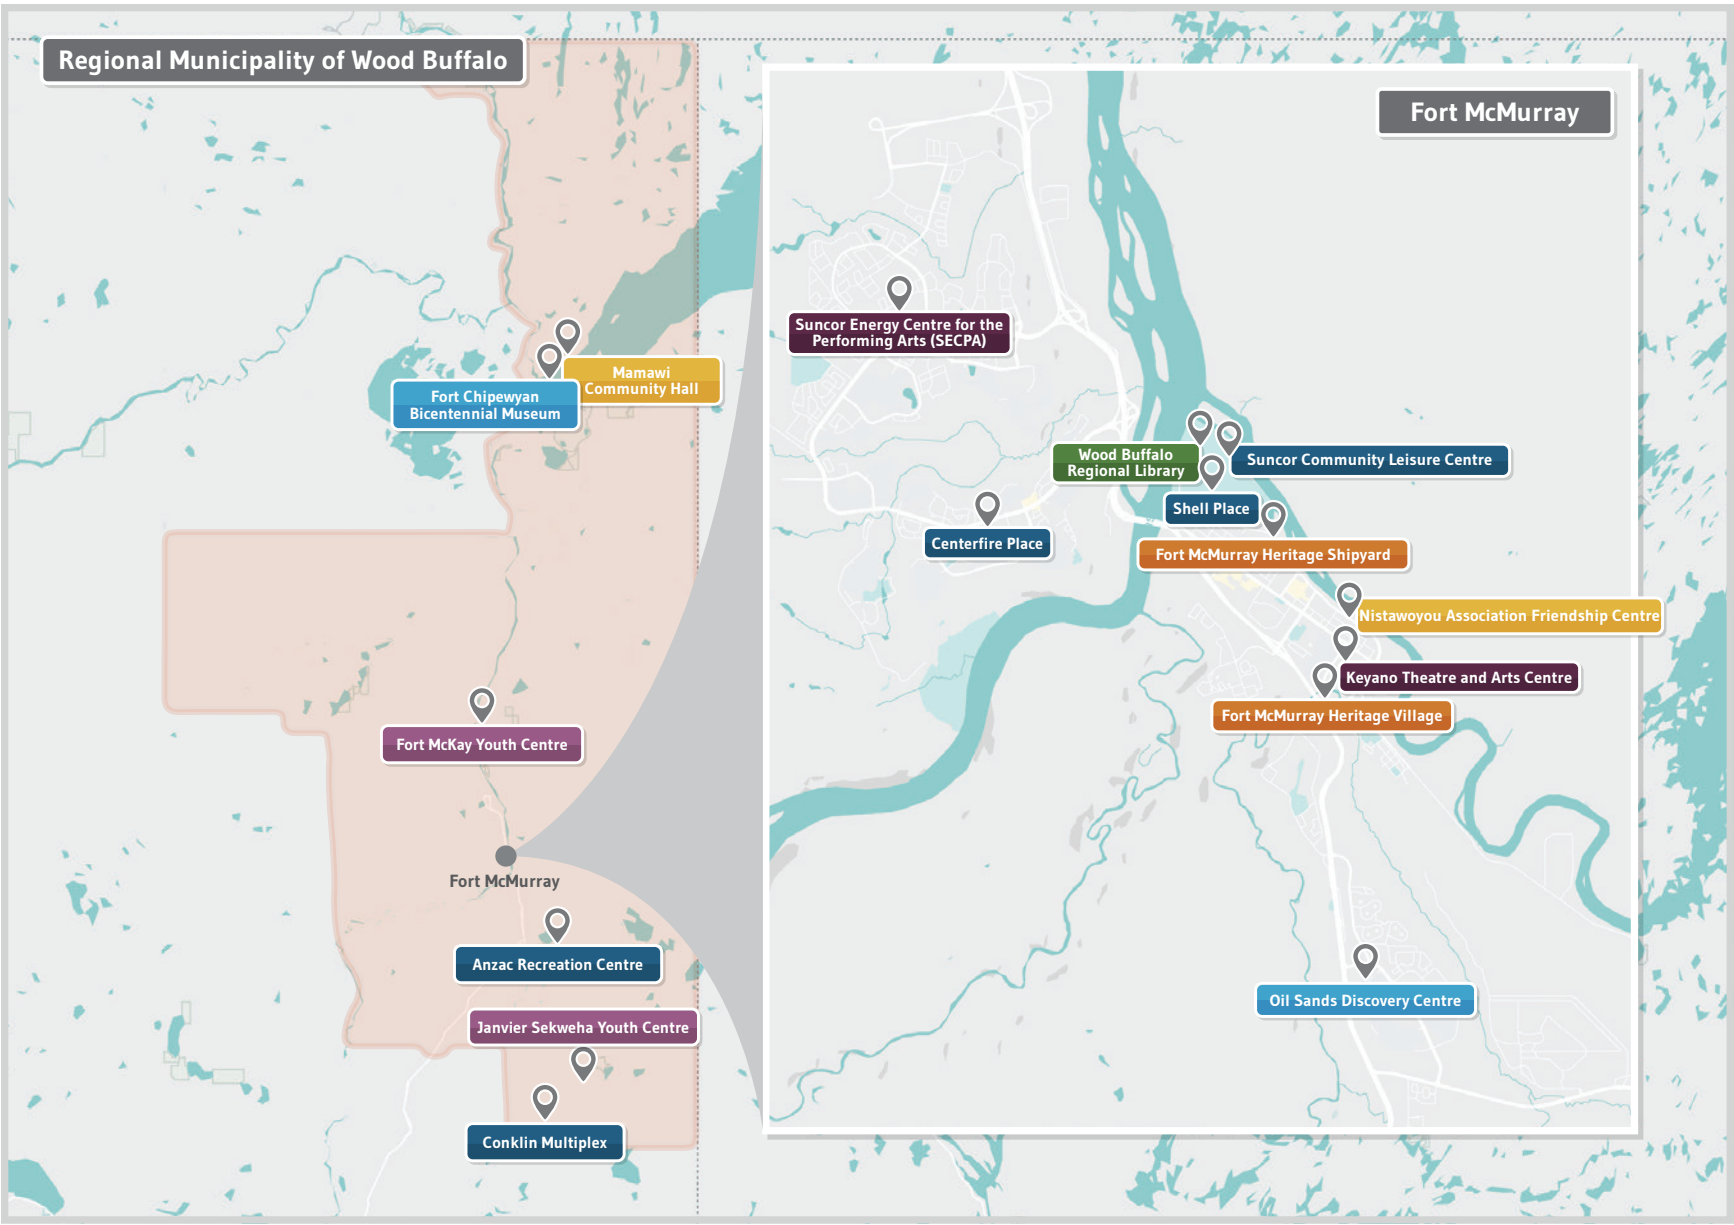 Regional Municipality of Wood Buffalo
Fort McMurray
Suncor Energy Centre for the
Performing Arts (SECPA)
Mamawi
Community Hall
Fort Chipewyan
Bicentennial Museum
Wood Buffalo
Regional Library
Suncor Community Leisure Centre
Shell Place
Centerfire Place
Fort McMurray Heritage Shipyard
Nistawoyou Association Friendship Centre
Keyano Theatre and Arts Centre
Fort McMurray Heritage Village
Fort McKay Youth Centre
Fort McMurray
Anzac Recreation Centre
Oil Sands Discovery Centre
Janvier Sekweha Youth Centre
Conklin Multiplex